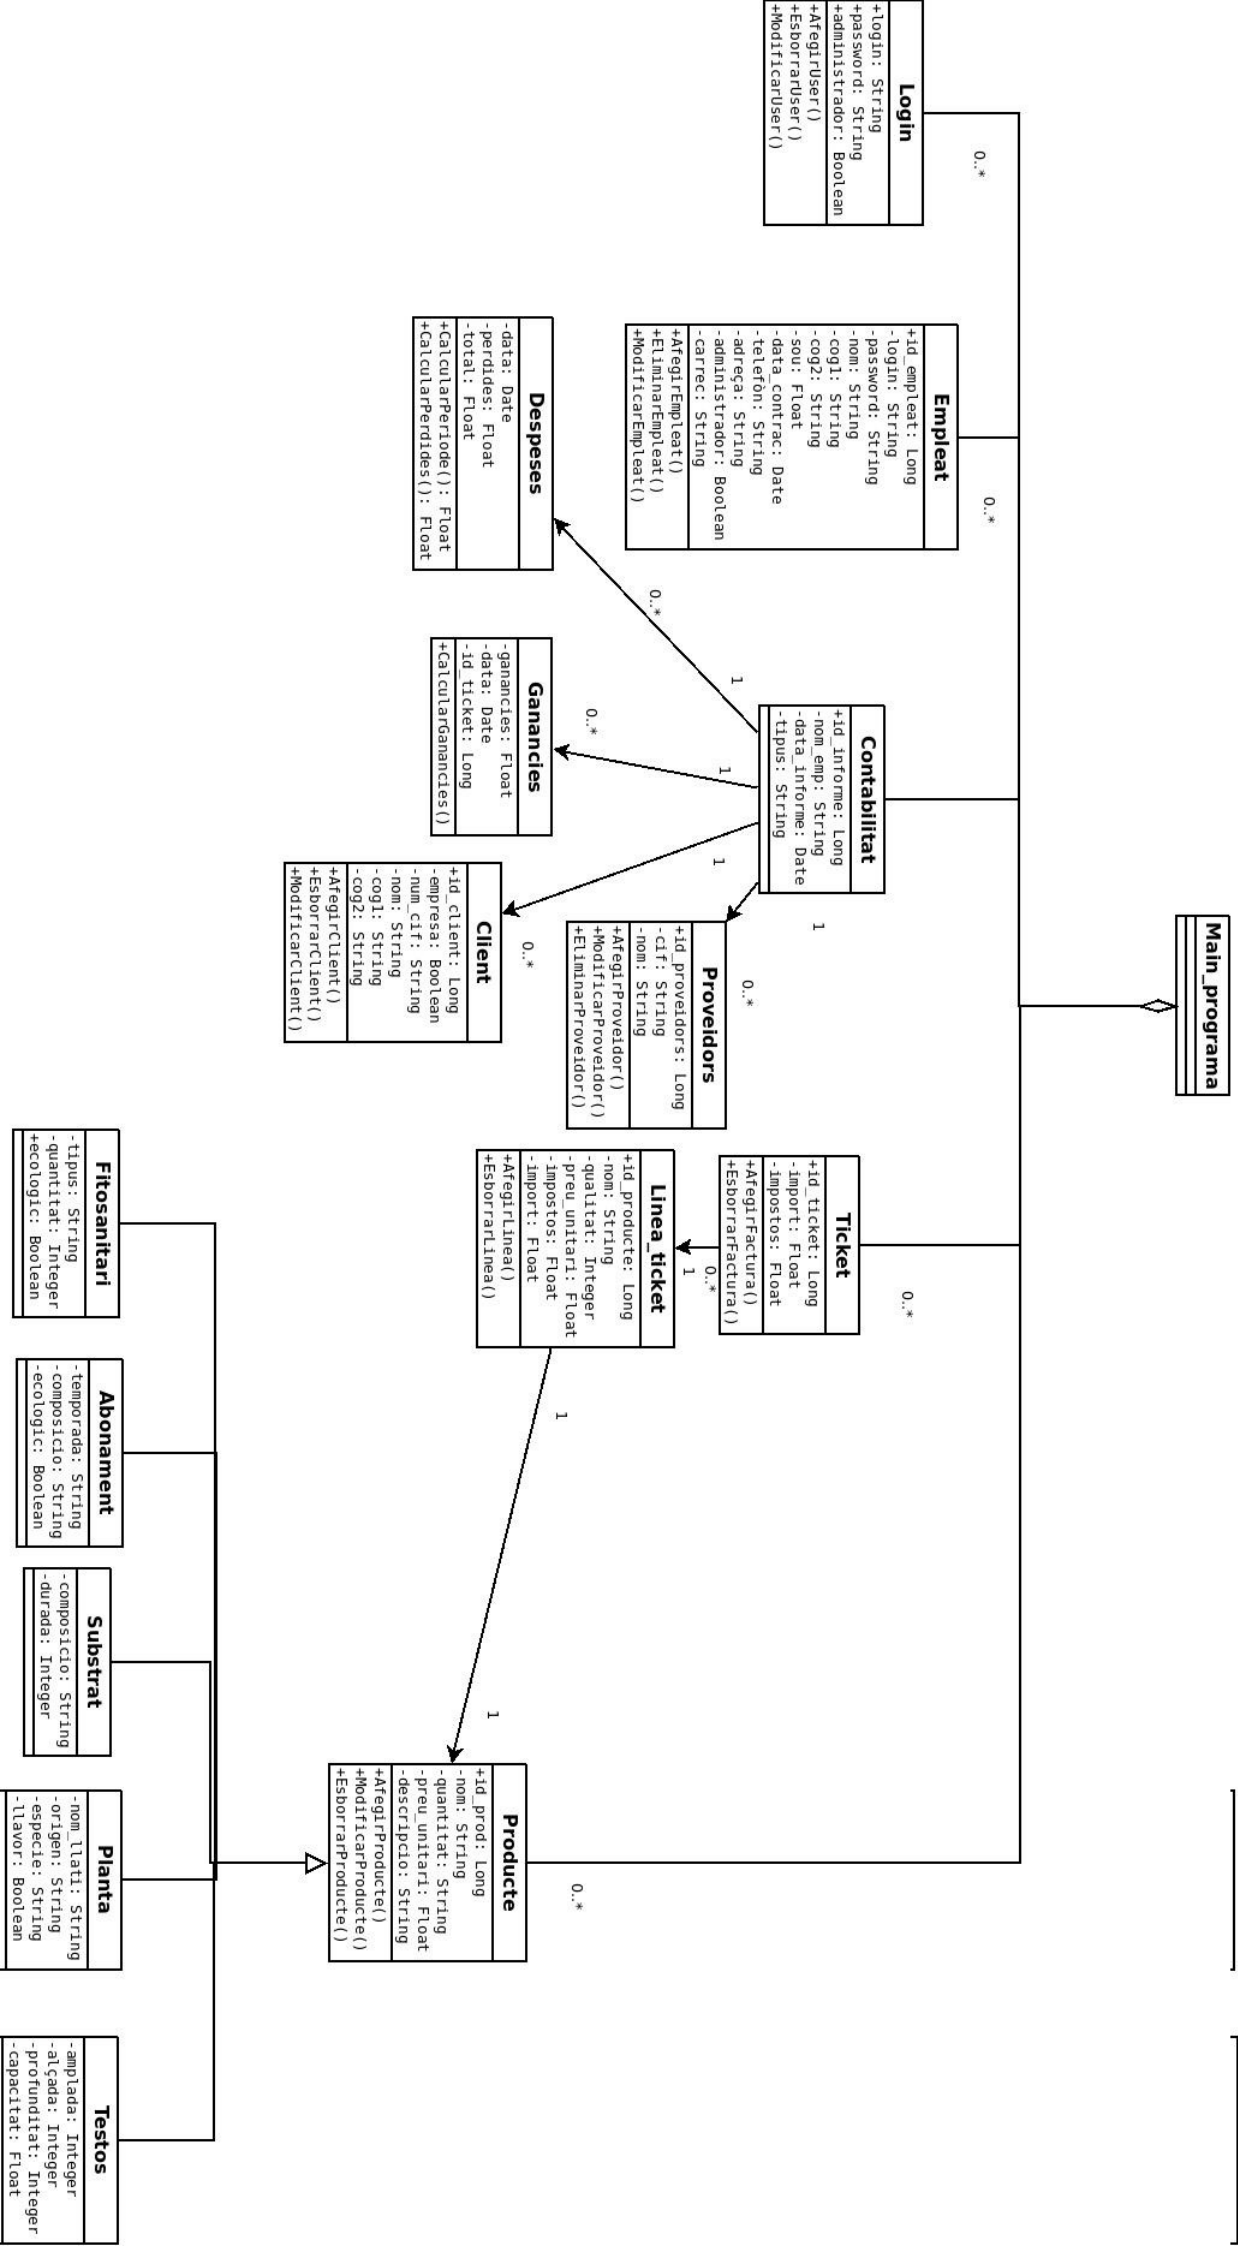 Main_programa
Login
+login: String
+password: String
+administrador: Boolean
+AfegirUser()
+EsborrarUser()
+ModificarUser()
0..*
Empleat
+id_empleat: Long
-login: String
-password: String
-nom: String
-cog1: String
-cog2: String
-sou: Float
-data_contrac: Date
-telefòn: String
-adreça: String
-administrador: Boolean
-carrec: String
+AfegirEmpleat()
+EliminarEmpleat()
+ModificarEmpleat()
0..*
Contabilitat
+id_informe: Long
-nom_emp: String
-data_informe: Date
-tipus: String
1
Ticket
+id_ticket: Long
-import: Float
-impostos: Float
+AfegirFactura()
+EsborrarFactura()
0..*
0..*
1
Despeses
-data: Date
-perdides: Float
-total: Float
+CalcularPeriode(): Float
+CalcularPerdides(): Float
0..*
1
Ganancies
-ganancies: Float
-data: Date
-id_ticket: Long
+CalcularGanancies()
0..*
1
Client
+id_client: Long
-empresa: Boolean
-num_cif: String
-nom: String
-cog1: String
-cog2: String
+AfegirClient()
+EsborrarClient()
+ModificarClient()
0..*
1
Proveidors
+id_proveidors: Long
-cif: String
-nom: String
+AfegirProveidor()
+ModificarProveidor()
+EliminarProveidor()
0..*
Linea_ticket
+id_producte: Long
-nom: String
-qualitat: Integer
-preu_unitari: Float
-impostos: Float
-import: Float
+AfegirLinea()
+EsborrarLinea()
1
1
Producte
+id_prod: Long
-nom: String
-quantitat: String
-preu_unitari: Float
-descripcio: String
+AfegirProducte()
+ModificarProducte()
+EsborrarProducte()
0..*
Fitosanitari
-tipus: String
-quantitat: Integer
+ecologic: Boolean
Abonament
-temporada: String
-composicio: String
-ecologic: Boolean
Substrat
-composicio: String
-durada: Integer
Planta
-nom_llati: String
-origen: String
-especie: String
-llavor: Boolean
Testos
-amplada: Integer
-alçada: Integer
-profunditat: Integer
-capacitat: Float